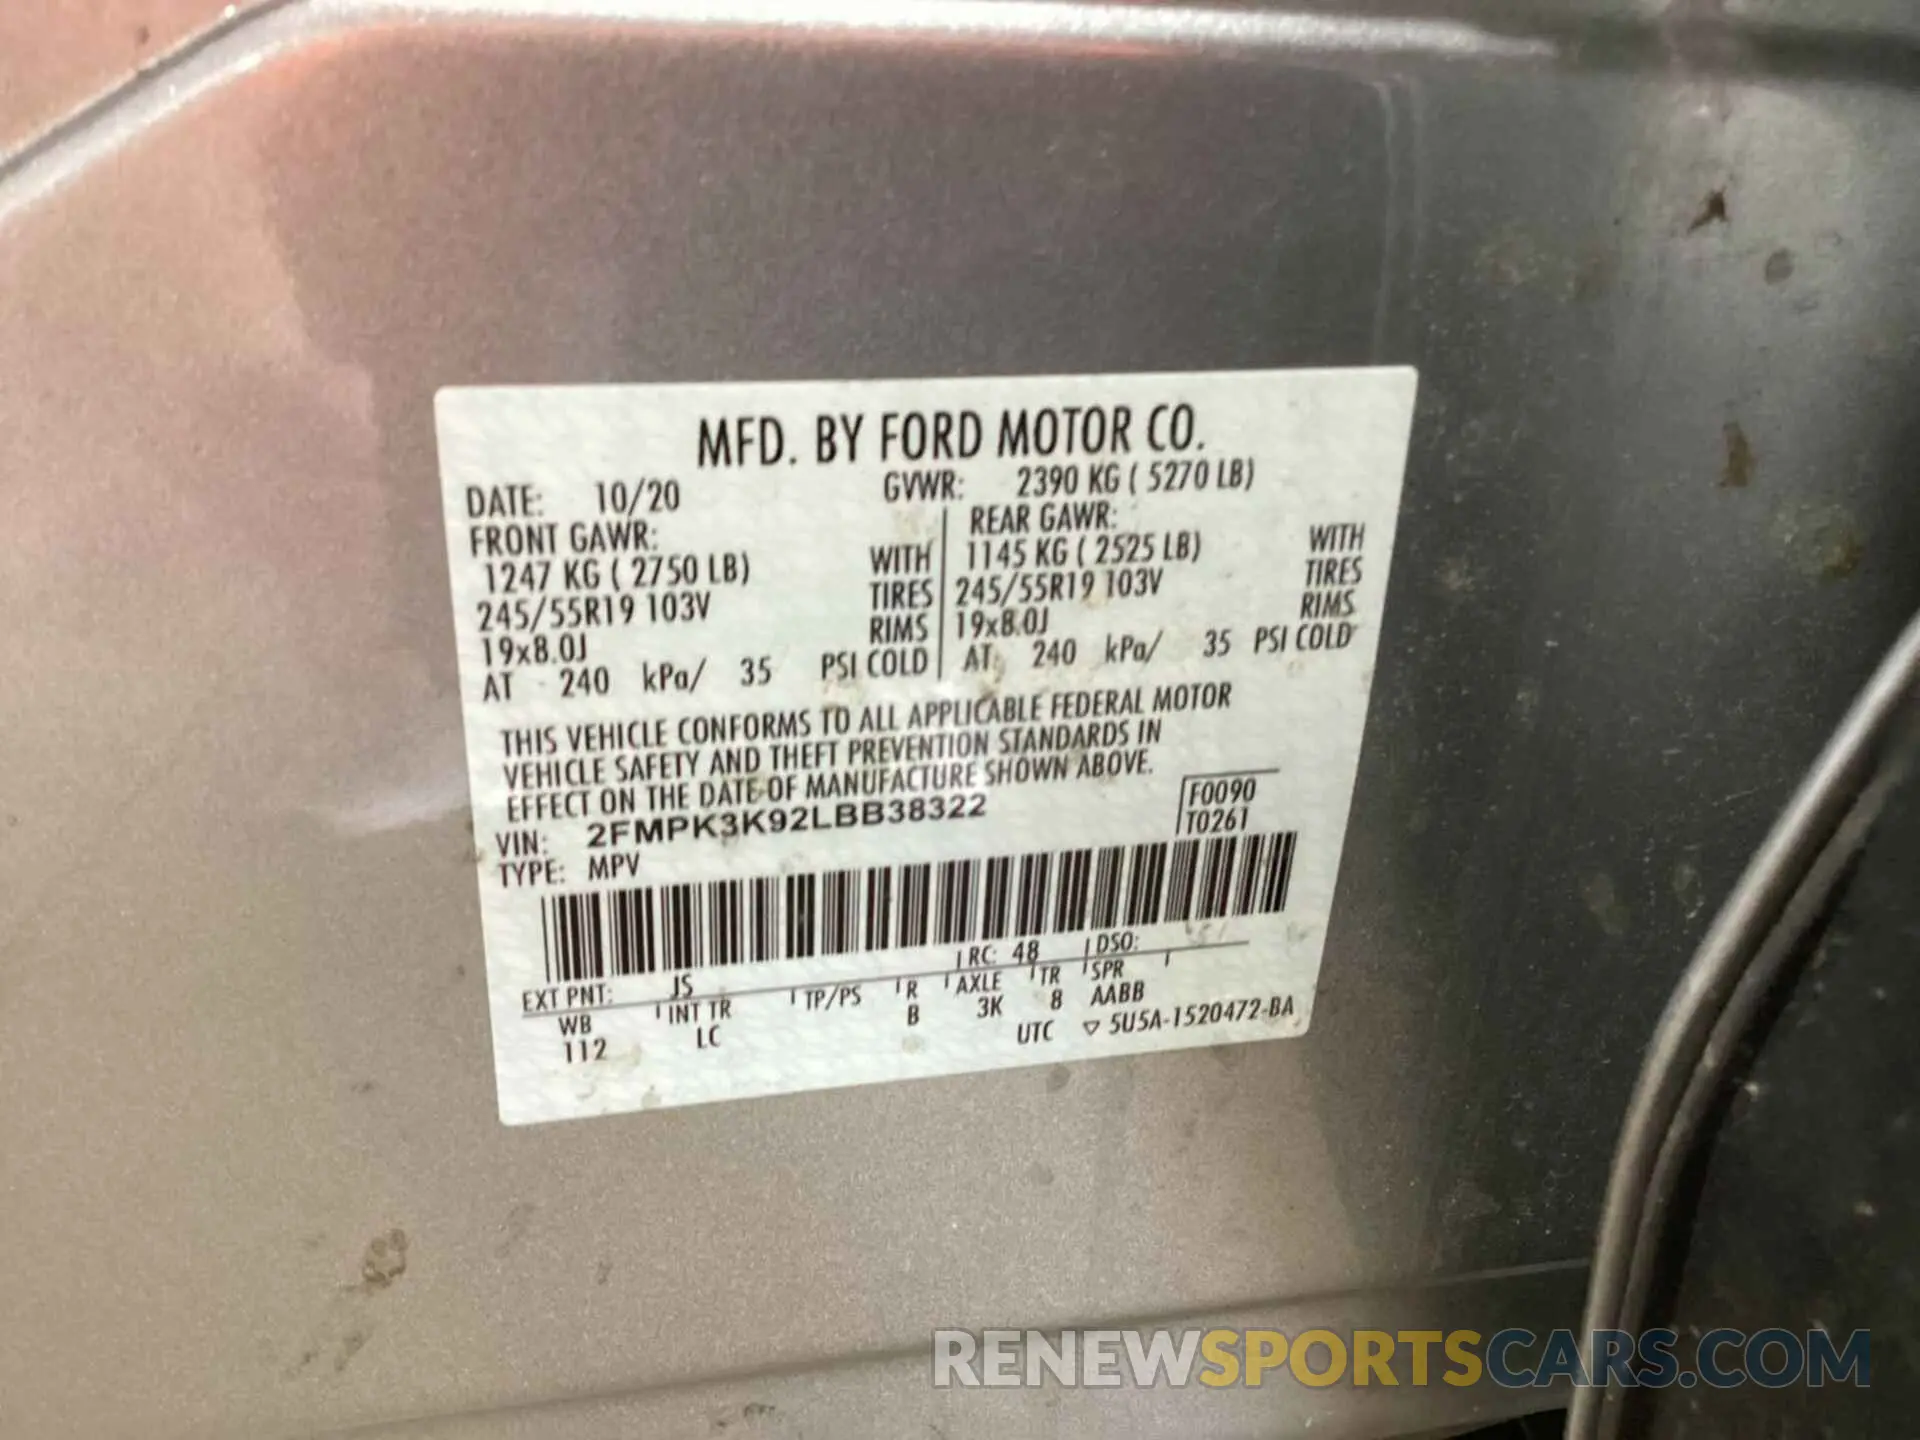 MFD. BY FORD MOTOR CO.
DATE: 10/20 GVWR: 2390 KG ( 5270 LB)
FRONT GAWR: REAR GAWR:
1247 KG ( 2750 LB) WITH 1145 KG ( 2525 LB) WITH
245/55R19 103V TIRES 245/55R19 103V TIRES
19x8.0J RIMS 19x8.0J RIMS
AT 240 kPa/ 35 PSI COLD AT 240 kPa/ 35 PSI COLD
THIS VEHICLE CONFORMS TO ALL APPLICABLE FEDERAL MOTOR
VEHICLE SAFETY AND THEFT PREVENTION STANDARDS IN
EFFECT ON THE DATE OF MANUFACTURE SHOWN ABOVE.
VIN: 2FMPK3K92LBB38322 F0090
TYPE: MPV T0261
EXT PNT: JS RC: 48 DSO:
WB INT TR TP/PS R AXLE TR SPR
112 LC B 3K 8 AABB
UTC ▽ 5U5A-1520472-BA
RENEWSPORTSCARS.COM